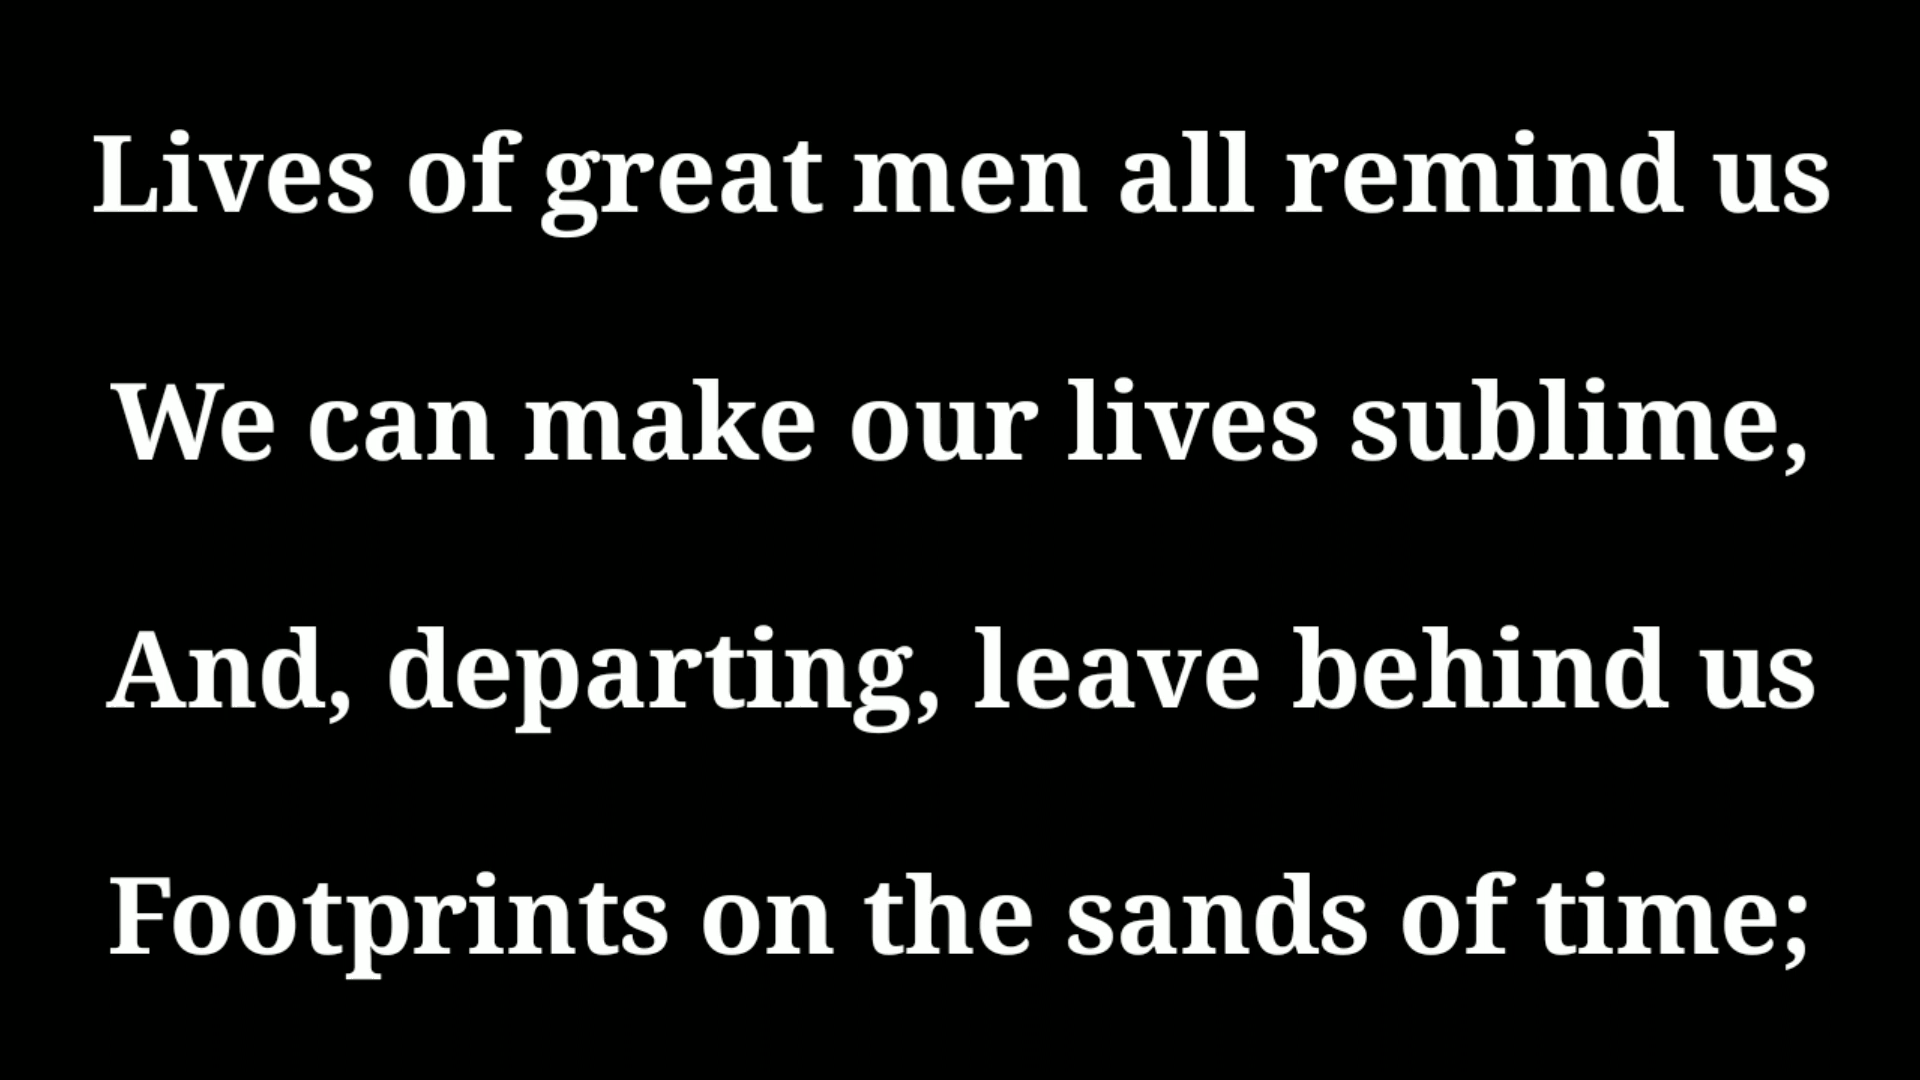 Lives of great men all remind us
We can make our lives sublime,
And, departing, leave behind us
Footprints on the sands of time;